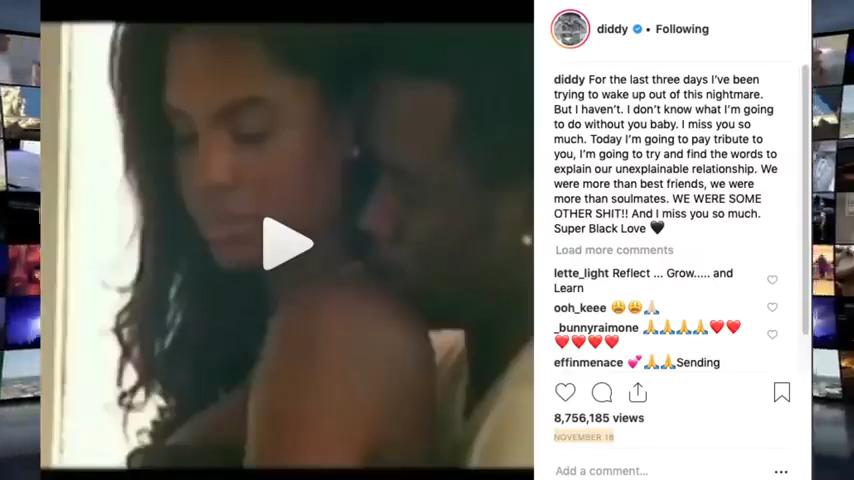 diddy • Following
diddy For the last three days I've been
trying to wake up out of this nightmare.
But I haven't. I don't know what I'm going
to do without you baby. I miss you so
much. Today I'm going to pay tribute to
you, I'm going to try and find the words to
explain our unexplainable relationship. We
were more than best friends, we were
more than soulmates. WE WERE SOME
OTHER SHIT!! And I miss you so much.
Super Black Love 🖤
Load more comments
lette_light Reflect ... Grow..... and
Learn
ooh_keee 😩😩🙏🏻
_bunnyraimone 🙏🙏🙏🙏❤️❤️
❤️❤️❤️❤️
effinmenace 💕🙏🙏Sending
8,756,185 views
NOVEMBER 18
Add a comment...